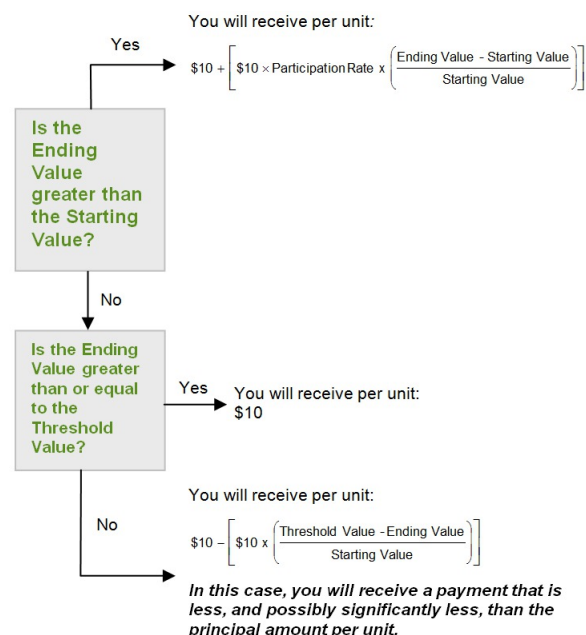 You will receive per unit:
Yes
$10 + [ $10 × Participation Rate x ( Ending Value - Starting Value / Starting Value ) ]
Is the
Ending
Value
greater than
the Starting
Value?
No
Is the Ending
Value greater
than or equal
to the
Threshold
Value?
Yes
You will receive per unit:
$10
You will receive per unit:
No
$10 – [ $10 x ( Threshold Value - Ending Value / Starting Value ) ]
In this case, you will receive a payment that is
less, and possibly significantly less, than the
principal amount per unit.